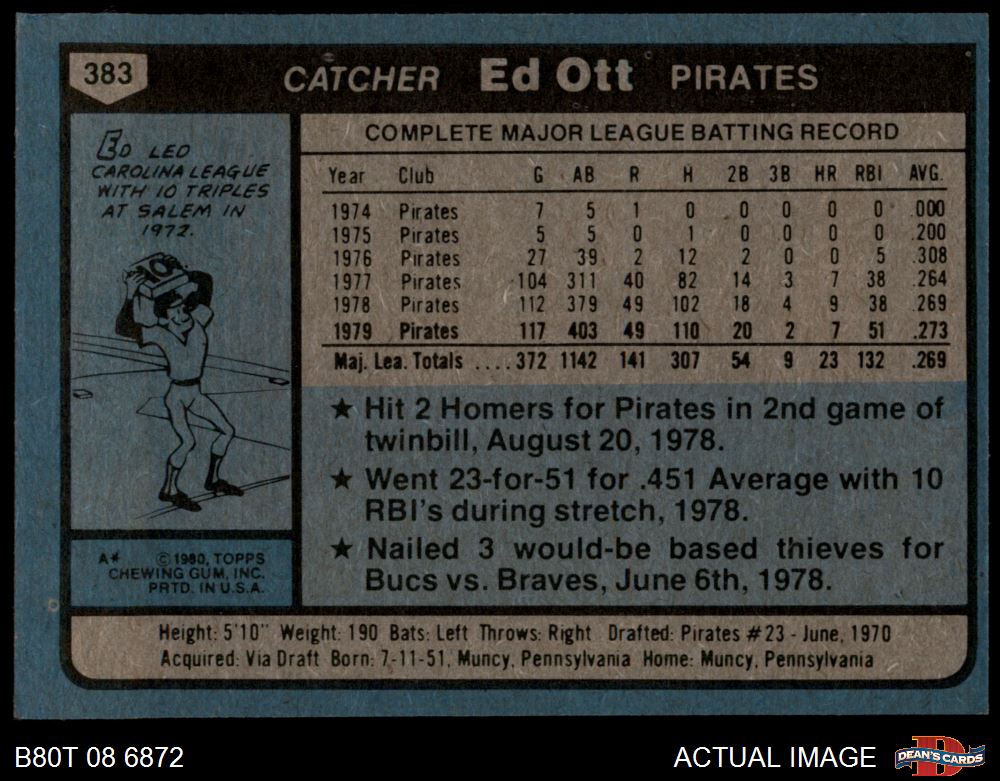 383
CATCHER Ed Ott PIRATES
ED LED
CAROLINA LEAGUE
WITH 10 TRIPLES
AT SALEM IN
1972.
A* © 1980, TOPPS
CHEWING GUM, INC.
PRTD. IN U.S.A.
COMPLETE MAJOR LEAGUE BATTING RECORD
Year Club G AB R H 2B 3B HR RBI AVG.
1974 Pirates 7 5 1 0 0 0 0 0 .000
1975 Pirates 5 5 0 1 0 0 0 0 .200
1976 Pirates 27 39 2 12 2 0 0 5 .308
1977 Pirates 104 311 40 82 14 3 7 38 .264
1978 Pirates 112 379 49 102 18 4 9 38 .269
1979 Pirates 117 403 49 110 20 2 7 51 .273
Maj. Lea. Totals .... 372 1142 141 307 54 9 23 132 .269
★ Hit 2 Homers for Pirates in 2nd game of
twinbill, August 20, 1978.
★ Went 23-for-51 for .451 Average with 10
RBI's during stretch, 1978.
★ Nailed 3 would-be based thieves for
Bucs vs. Braves, June 6th, 1978.
Height: 5'10" Weight: 190 Bats: Left Throws: Right Drafted: Pirates #23 - June, 1970
Acquired: Via Draft Born: 7-11-51, Muncy, Pennsylvania Home: Muncy, Pennsylvania
B80T 08 6872
ACTUAL IMAGE
D
DEAN'S CARDS